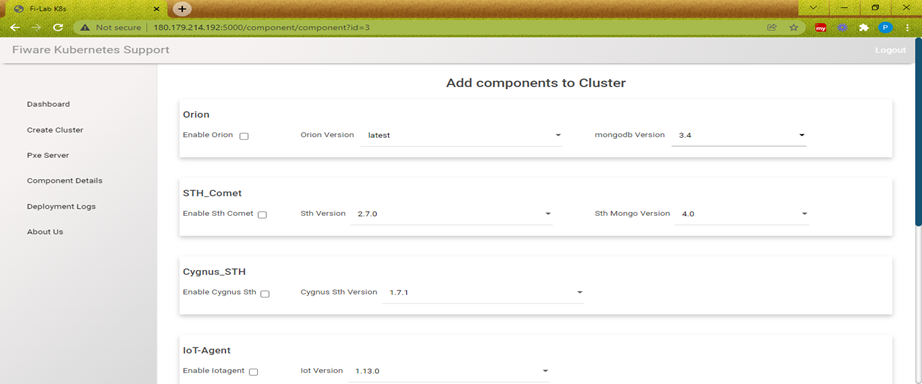 Fi-Lab K8s
Not secure | 180.179.214.192:5000/component/component?id=3
my
P
Fiware Kubernetes Support
Logout
Add components to Cluster
Dashboard
Create Cluster
Pxe Server
Component Details
Deployment Logs
About Us
Orion
Enable Orion Orion Version latest mongodb Version 3.4
STH_Comet
Enable Sth Comet Sth Version 2.7.0 Sth Mongo Version 4.0
Cygnus_STH
Enable Cygnus Sth Cygnus Sth Version 1.7.1
IoT-Agent
Enable Iotagent Iot Version 1.13.0